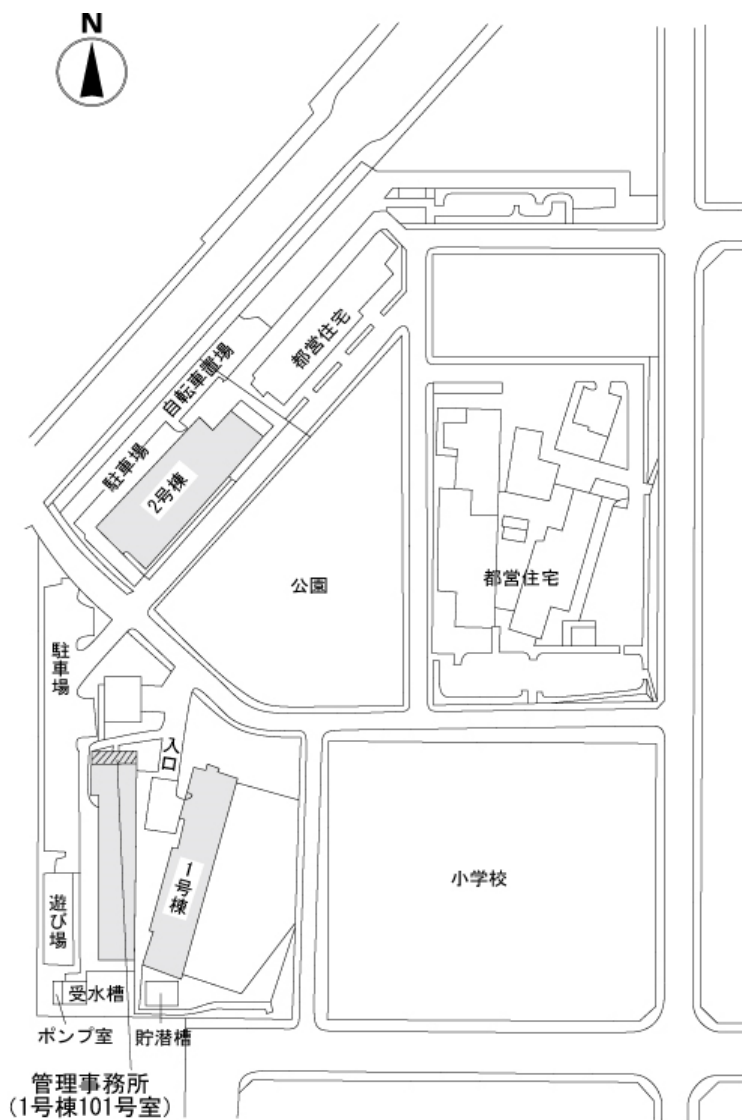 N
都営住宅
自転車置場
駐車場
2号棟
公園
都営住宅
駐車場
入口
1号棟
小学校
遊び場
受水槽
ポンプ室
貯潜槽
管理事務所
(1号棟101号室)